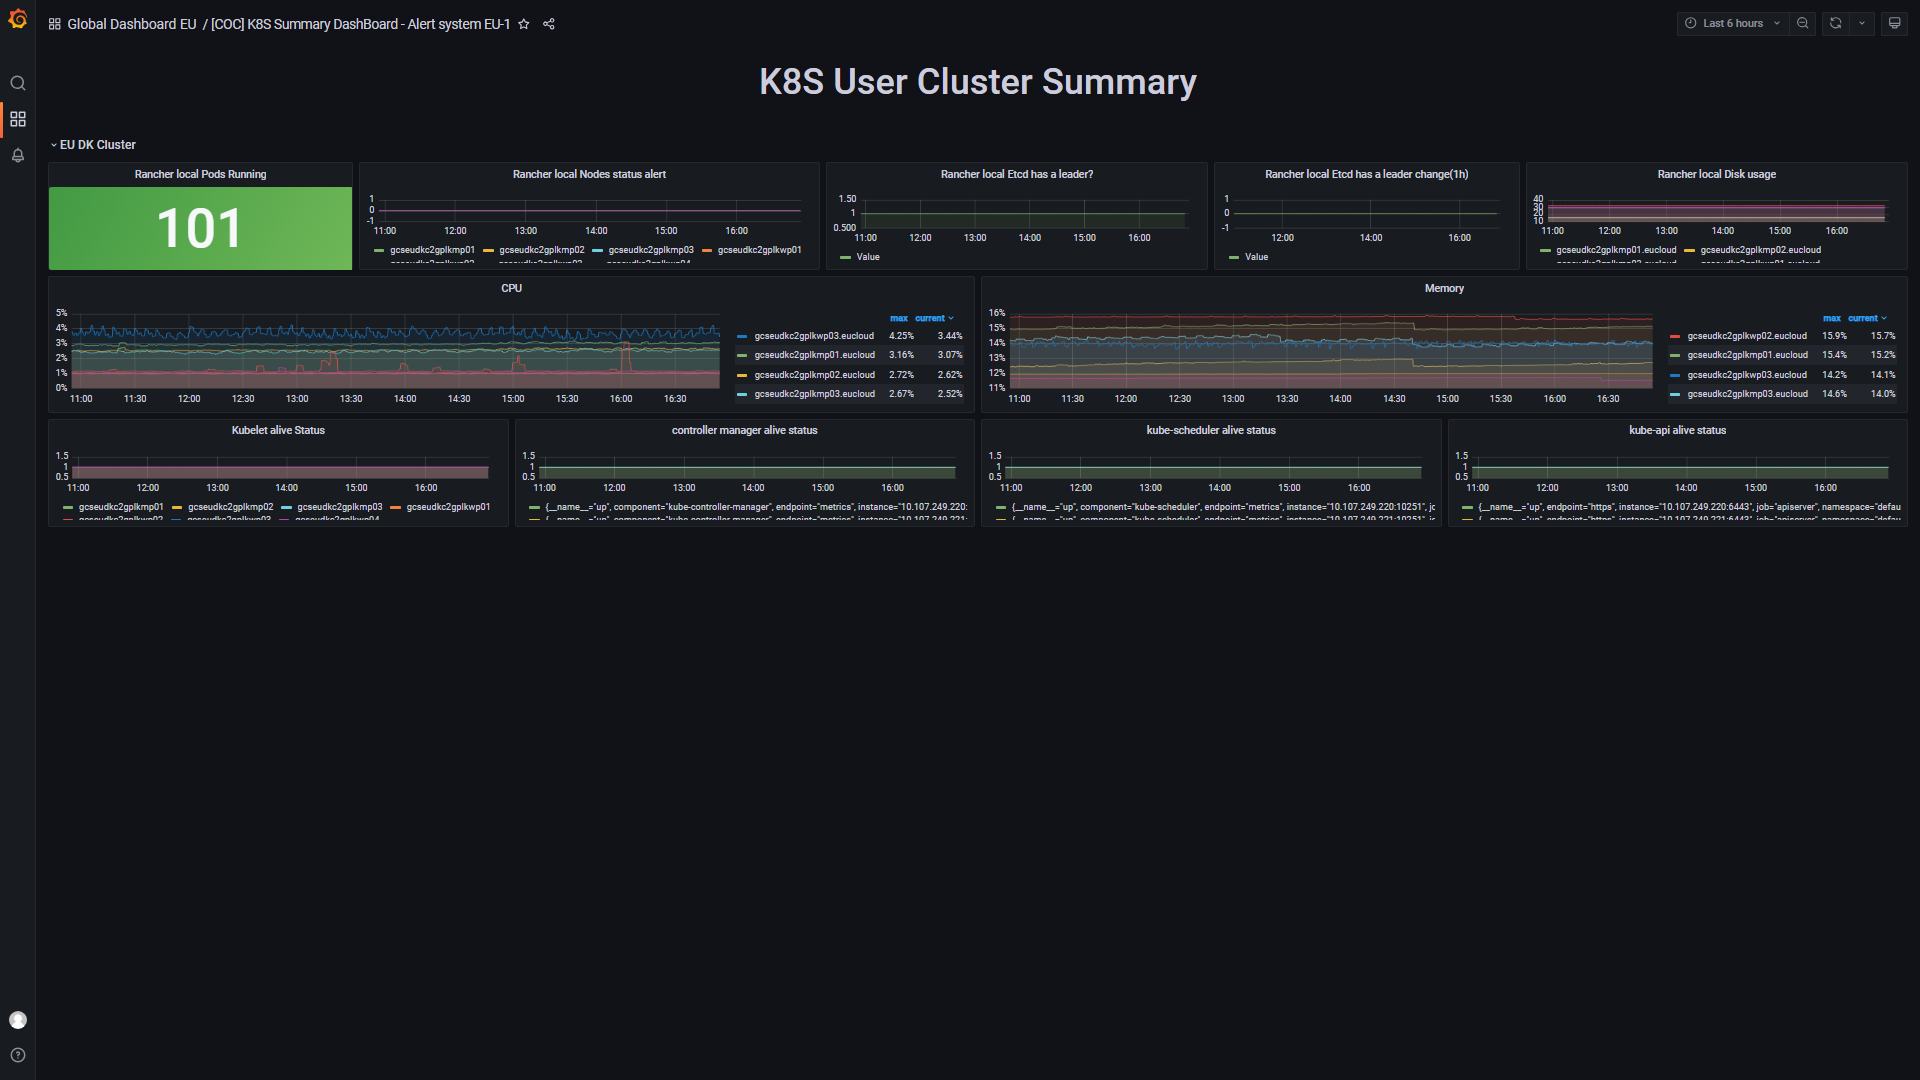 Global Dashboard EU / [COC] K8S Summary DashBoard - Alert system EU-1
Last 6 hours
K8S User Cluster Summary
EU DK Cluster
Rancher local Pods Running
101
Rancher local Nodes status alert
1
0
-1
11:00 12:00 13:00 14:00 15:00 16:00
gcseudkc2gplkmp01 gcseudkc2gplkmp02 gcseudkc2gplkmp03 gcseudkc2gplkwp01
Rancher local Etcd has a leader?
1.50
1
0.500
11:00 12:00 13:00 14:00 15:00 16:00
Value
Rancher local Etcd has a leader change(1h)
1
0
-1
12:00 14:00 16:00
Value
Rancher local Disk usage
40
30
20
10
11:00 12:00 13:00 14:00 15:00 16:00
gcseudkc2gplkmp01.eucloud gcseudkc2gplkmp02.eucloud
CPU
5%
4%
3%
2%
1%
0%
11:00 11:30 12:00 12:30 13:00 13:30 14:00 14:30 15:00 15:30 16:00 16:30
max current
gcseudkc2gplkwp03.eucloud 4.25% 3.44%
gcseudkc2gplkmp01.eucloud 3.16% 3.07%
gcseudkc2gplkmp02.eucloud 2.72% 2.62%
gcseudkc2gplkmp03.eucloud 2.67% 2.52%
Memory
16%
15%
14%
13%
12%
11%
11:00 11:30 12:00 12:30 13:00 13:30 14:00 14:30 15:00 15:30 16:00 16:30
max current
gcseudkc2gplkwp02.eucloud 15.9% 15.7%
gcseudkc2gplkmp01.eucloud 15.4% 15.2%
gcseudkc2gplkwp03.eucloud 14.2% 14.1%
gcseudkc2gplkmp03.eucloud 14.6% 14.0%
Kubelet alive Status
1.5
1
0.5
11:00 12:00 13:00 14:00 15:00 16:00
gcseudkc2gplkmp01 gcseudkc2gplkmp02 gcseudkc2gplkmp03 gcseudkc2gplkwp01
controller manager alive status
1.5
1
0.5
11:00 12:00 13:00 14:00 15:00 16:00
{__name__="up", component="kube-controller-manager", endpoint="metrics", instance="10.107.249.220:
kube-scheduler alive status
1.5
1
0.5
11:00 12:00 13:00 14:00 15:00 16:00
{__name__="up", component="kube-scheduler", endpoint="metrics", instance="10.107.249.220:10251", jc
kube-api alive status
1.5
1
0.5
11:00 12:00 13:00 14:00 15:00 16:00
{__name__="up", endpoint="https", instance="10.107.249.220:6443", job="apiserver", namespace="defau